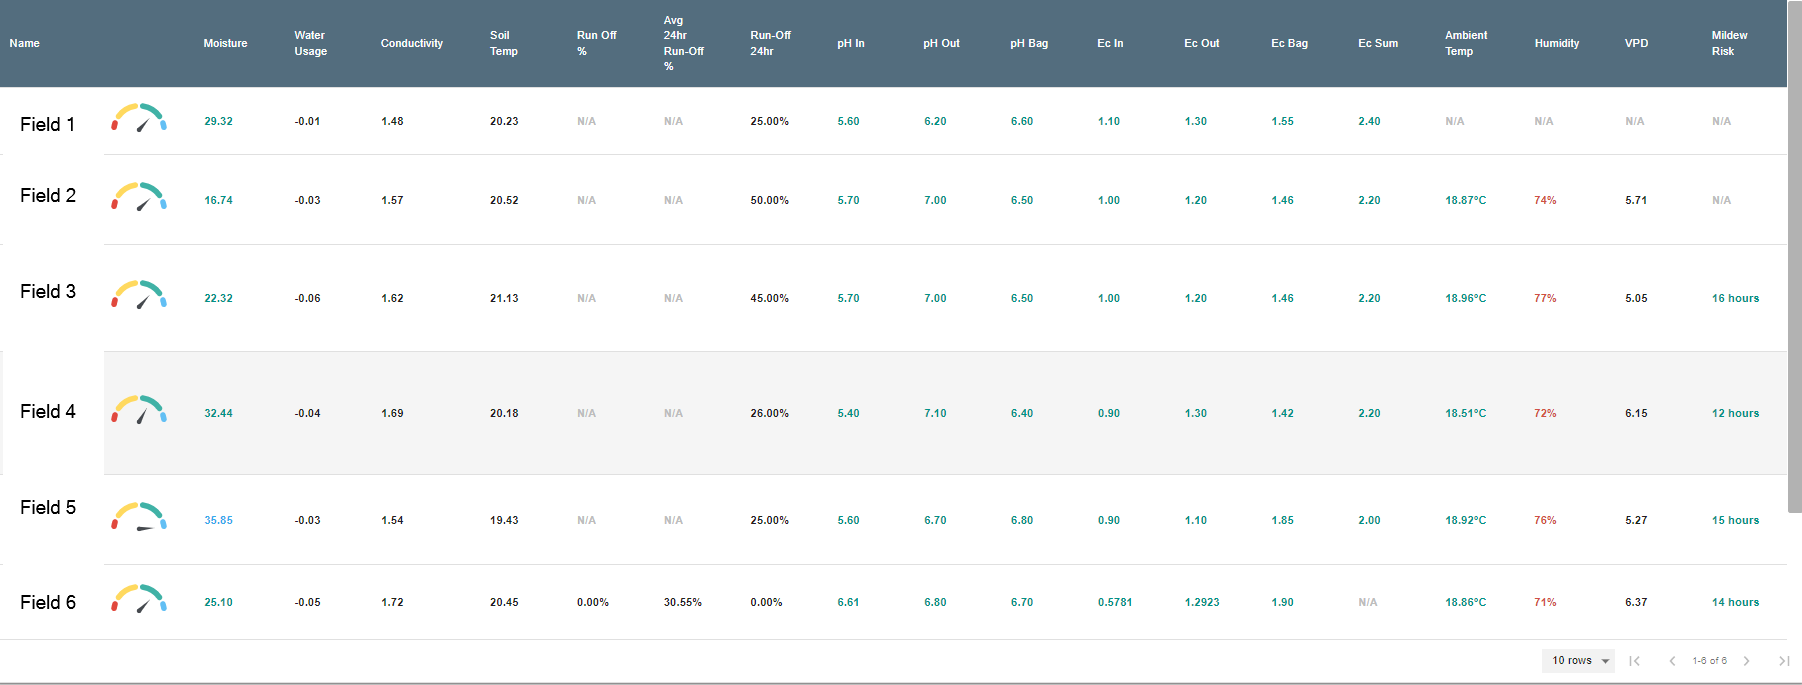 Name Moisture Water Usage Conductivity Soil Temp Run Off % Avg 24hr Run-Off % Run-Off 24hr pH In pH Out pH Bag Ec In Ec Out Ec Bag Ec Sum Ambient Temp Humidity VPD Mildew Risk
Field 1 29.32 -0.01 1.48 20.23 N/A N/A 25.00% 5.60 6.20 6.60 1.10 1.30 1.55 2.40 N/A N/A N/A N/A
Field 2 16.74 -0.03 1.57 20.52 N/A N/A 50.00% 5.70 7.00 6.50 1.00 1.20 1.46 2.20 18.87°C 74% 5.71 N/A
Field 3 22.32 -0.06 1.62 21.13 N/A N/A 45.00% 5.70 7.00 6.50 1.00 1.20 1.46 2.20 18.96°C 77% 5.05 16 hours
Field 4 32.44 -0.04 1.69 20.18 N/A N/A 26.00% 5.40 7.10 6.40 0.90 1.30 1.42 2.20 18.51°C 72% 6.15 12 hours
Field 5 35.85 -0.03 1.54 19.43 N/A N/A 25.00% 5.60 6.70 6.80 0.90 1.10 1.85 2.00 18.92°C 76% 5.27 15 hours
Field 6 25.10 -0.05 1.72 20.45 0.00% 30.55% 0.00% 6.61 6.80 6.70 0.5781 1.2923 1.90 N/A 18.86°C 71% 6.37 14 hours
10 rows 1-6 of 6